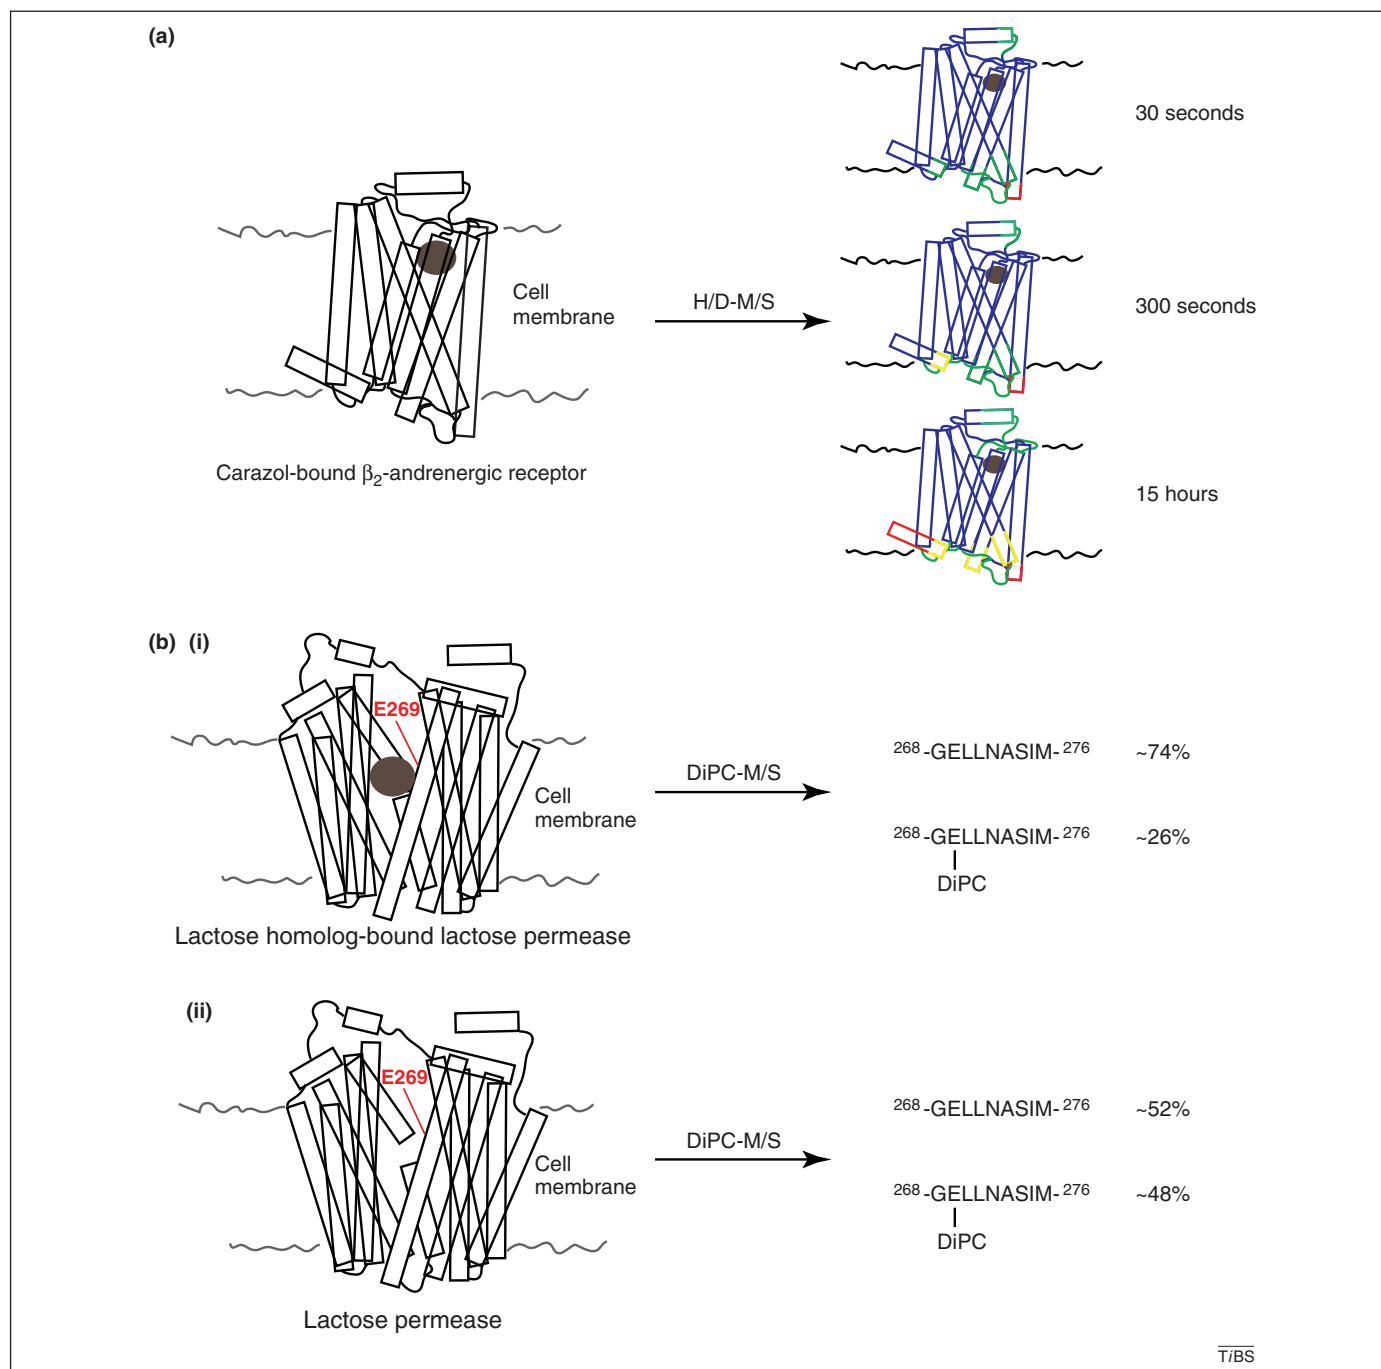 (a)
30 seconds
300 seconds
15 hours
Cell
membrane
H/D-M/S
Carazol-bound β2-andrenergic receptor
(b) (i)
E269
Cell
membrane
DiPC-M/S
268-GELLNASIM-276 ~74%
268-GELLNASIM-276 ~26%
DiPC
Lactose homolog-bound lactose permease
(ii)
E269
Cell
membrane
DiPC-M/S
268-GELLNASIM-276 ~52%
268-GELLNASIM-276 ~48%
DiPC
Lactose permease
TiBS